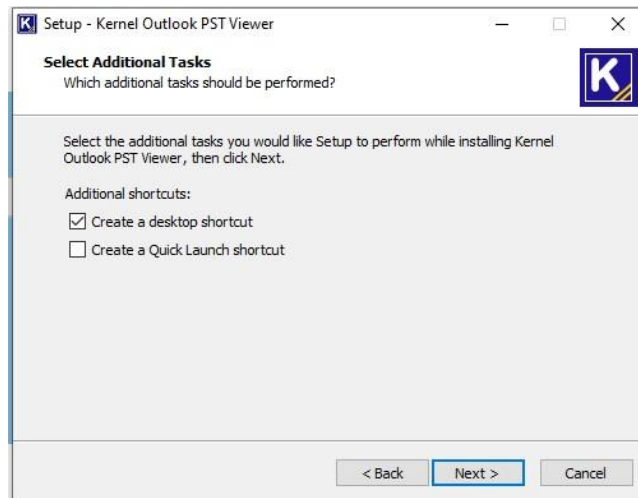 Setup - Kernel Outlook PST Viewer
Select Additional Tasks
Which additional tasks should be performed?
K
Select the additional tasks you would like Setup to perform while installing Kernel
Outlook PST Viewer, then click Next.
Additional shortcuts:
Create a desktop shortcut
Create a Quick Launch shortcut
< Back Next > Cancel